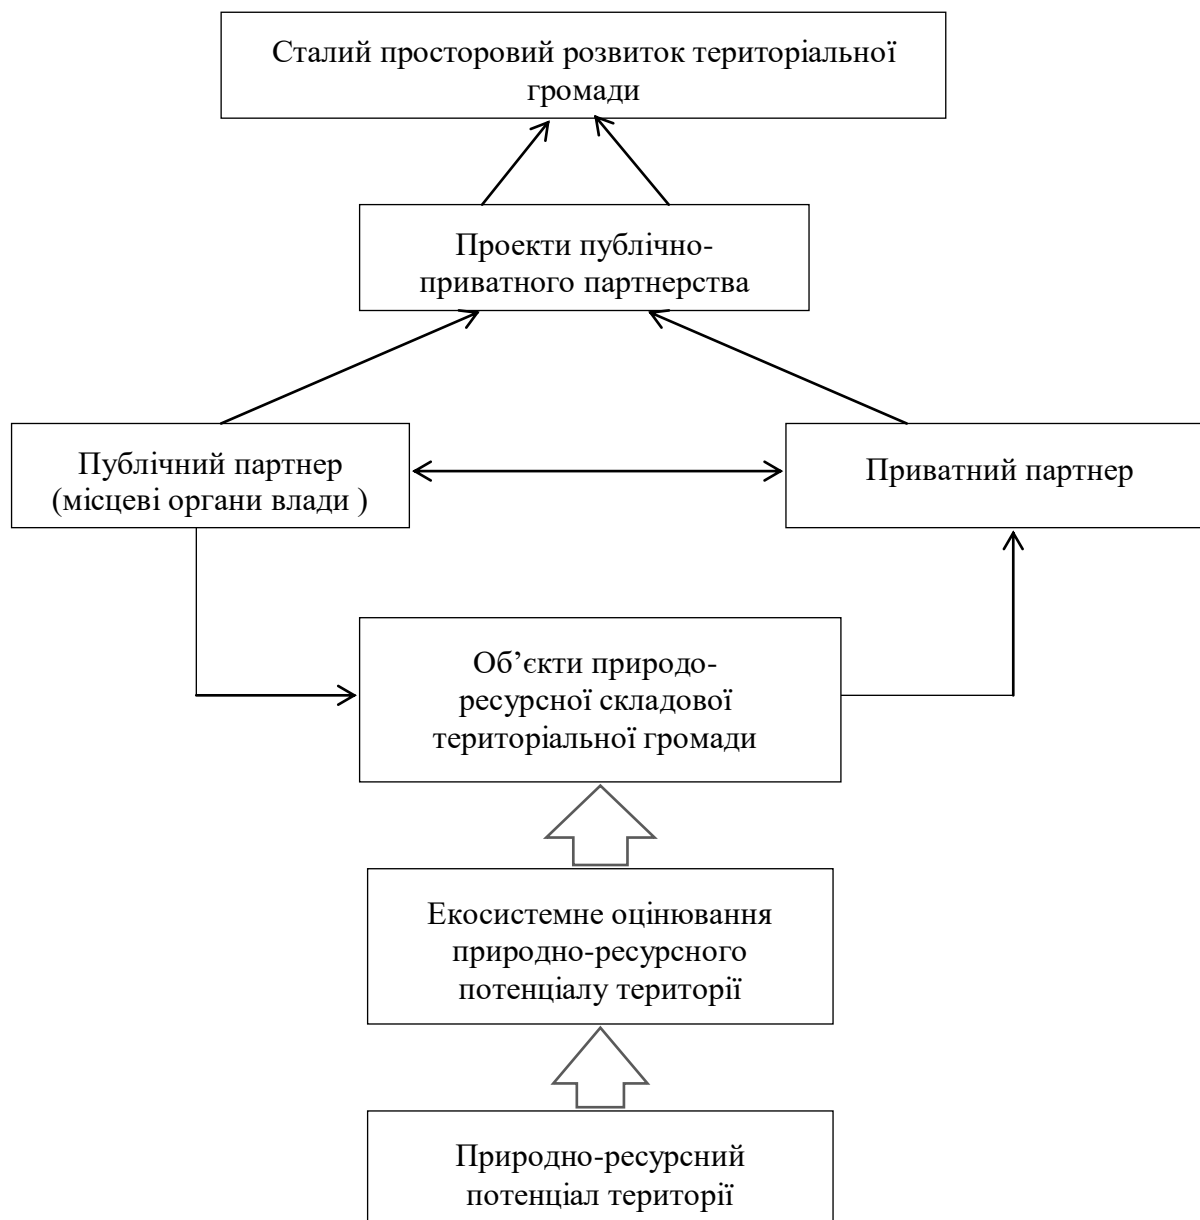 Сталий просторовий розвиток територіальної
громади
Проекти публічно-
приватного партнерства
Публічний партнер
(місцеві органи влади )
Приватний партнер
Об’єкти природо-
ресурсної складової
територіальної громади
Екосистемне оцінювання
природно-ресурсного
потенціалу території
Природно-ресурсний
потенціал території